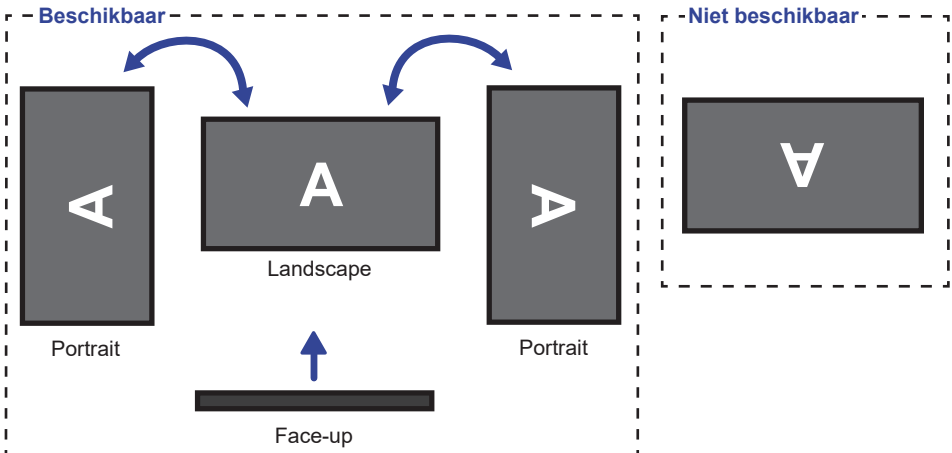 Beschikbaar
Niet beschikbaar
A
A
A
A
Landscape
Portrait
Portrait
Face-up